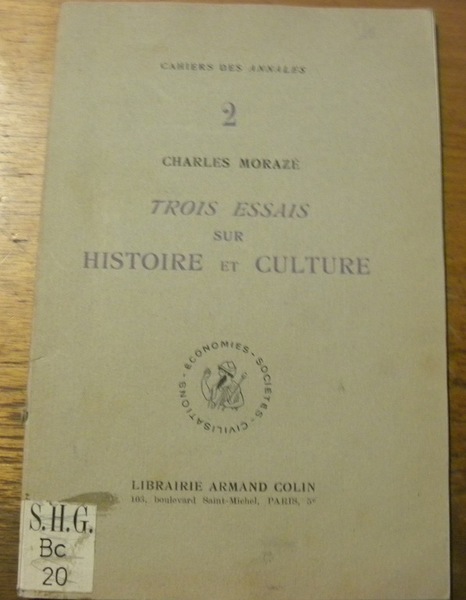 CAHIERS DES ANNALES
2
CHARLES MORAZÉ
TROIS ESSAIS
SUR
HISTOIRE ET CULTURE
ÉCONOMIES - SOCIÉTÉS - CIVILISATIONS -
LIBRAIRIE ARMAND COLIN
103, boulevard Saint-Michel, PARIS, 5e
S.H.G.
Bc
20